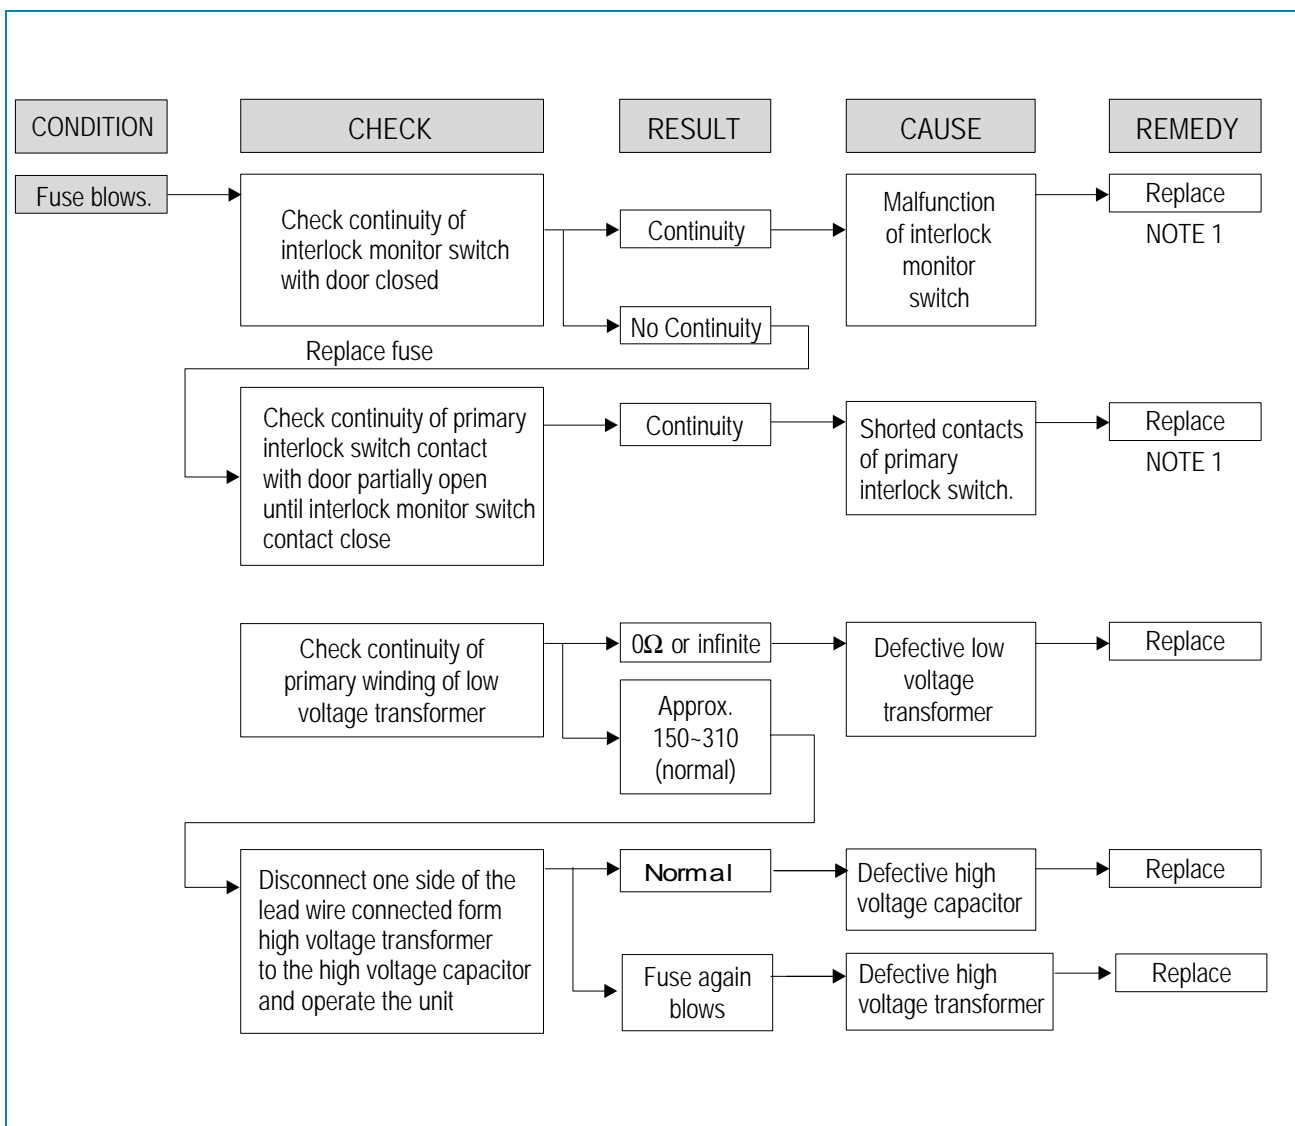 CONDITION
CHECK
RESULT
CAUSE
REMEDY
Fuse blows.
Check continuity of
interlock monitor switch
with door closed
Continuity
Malfunction
of interlock
monitor
switch
Replace
NOTE 1
No Continuity
Replace fuse
Check continuity of primary
interlock switch contact
with door partially open
until interlock monitor switch
contact close
Continuity
Shorted contacts
of primary
interlock switch.
Replace
NOTE 1
Check continuity of
primary winding of low
voltage transformer
0Ω or infinite
Defective low
voltage
transformer
Replace
Approx.
150~310
(normal)
Disconnect one side of the
lead wire connected form
high voltage transformer
to the high voltage capacitor
and operate the unit
Normal
Defective high
voltage capacitor
Replace
Fuse again
blows
Defective high
voltage transformer
Replace